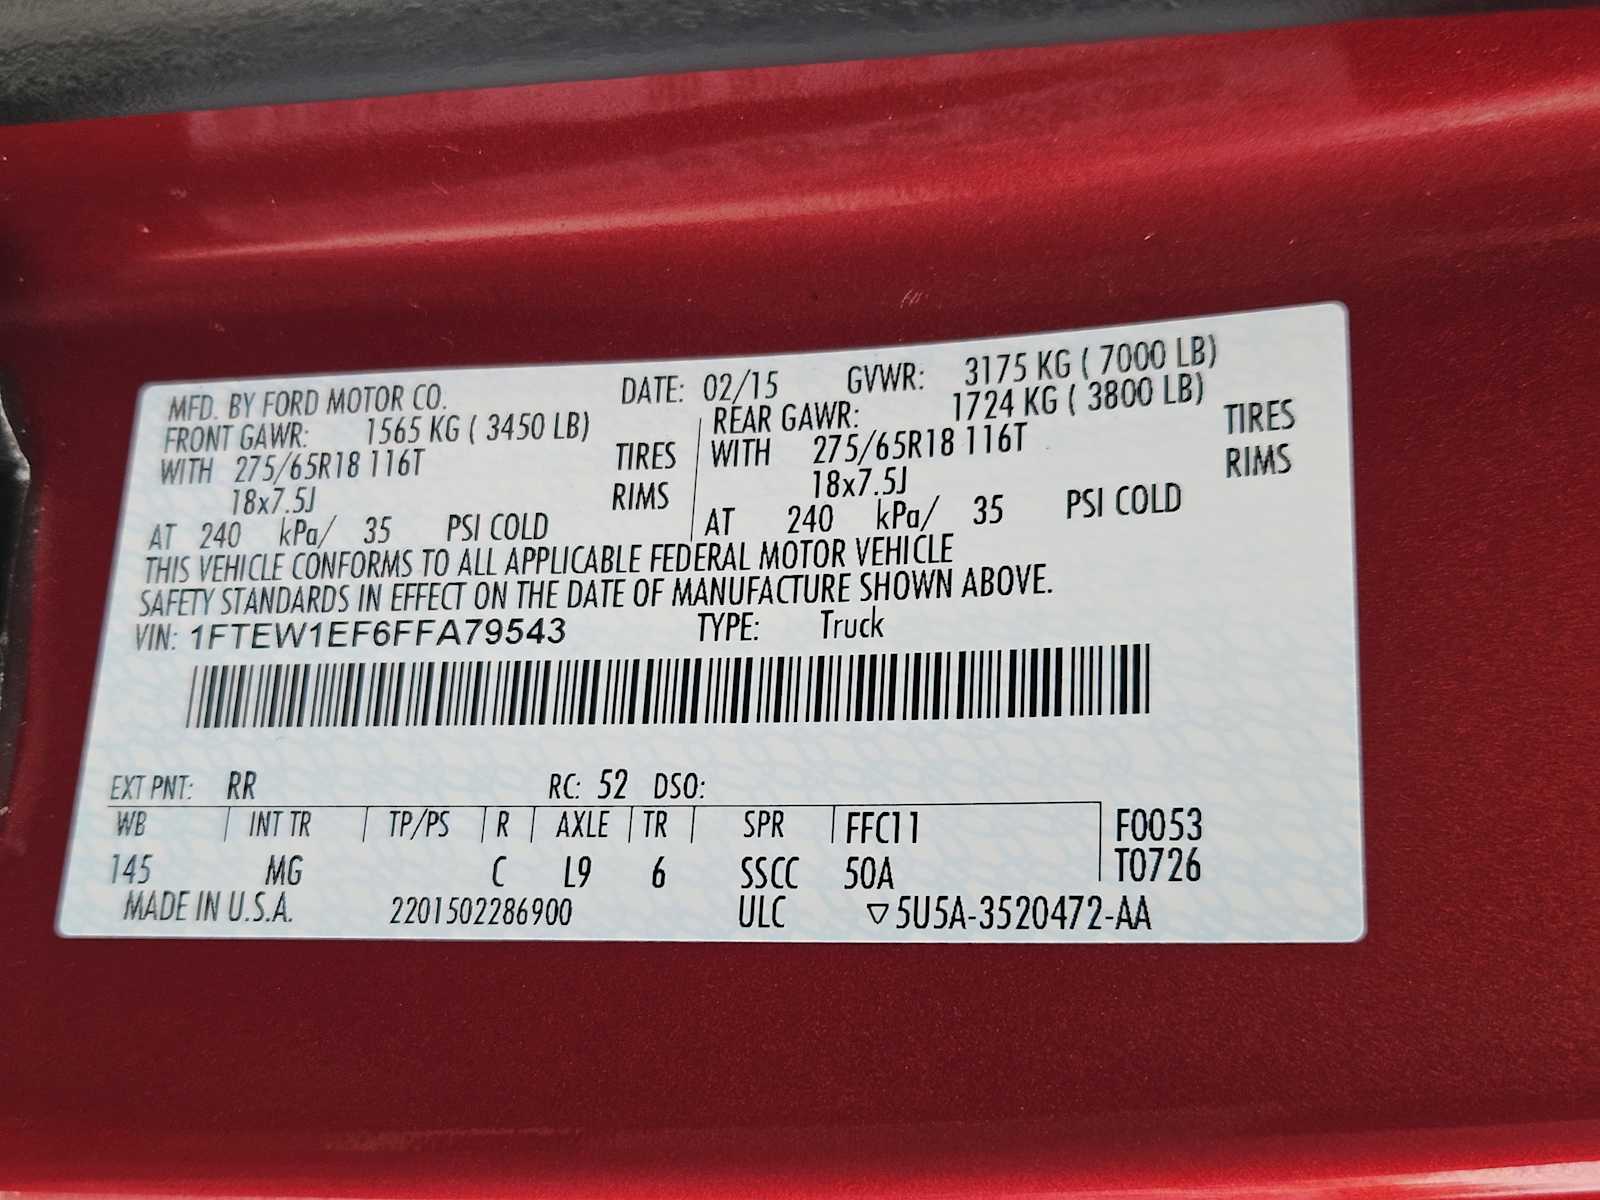 MFD. BY FORD MOTOR CO. DATE: 02/15 GVWR: 3175 KG ( 7000 LB)
FRONT GAWR: 1565 KG ( 3450 LB) REAR GAWR: 1724 KG ( 3800 LB)
WITH 275/65R18 116T TIRES WITH 275/65R18 116T TIRES
18x7.5J RIMS 18x7.5J RIMS
AT 240 kPa/ 35 PSI COLD AT 240 kPa/ 35 PSI COLD
THIS VEHICLE CONFORMS TO ALL APPLICABLE FEDERAL MOTOR VEHICLE
SAFETY STANDARDS IN EFFECT ON THE DATE OF MANUFACTURE SHOWN ABOVE.
VIN: 1FTEW1EF6FFA79543 TYPE: Truck
EXT PNT: RR RC: 52 DSO:
WB INT TR TP/PS R AXLE TR SPR FFC11 F0053
145 MG C L9 6 SSCC 50A T0726
MADE IN U.S.A. 2201502286900 ULC ▽5U5A-3520472-AA